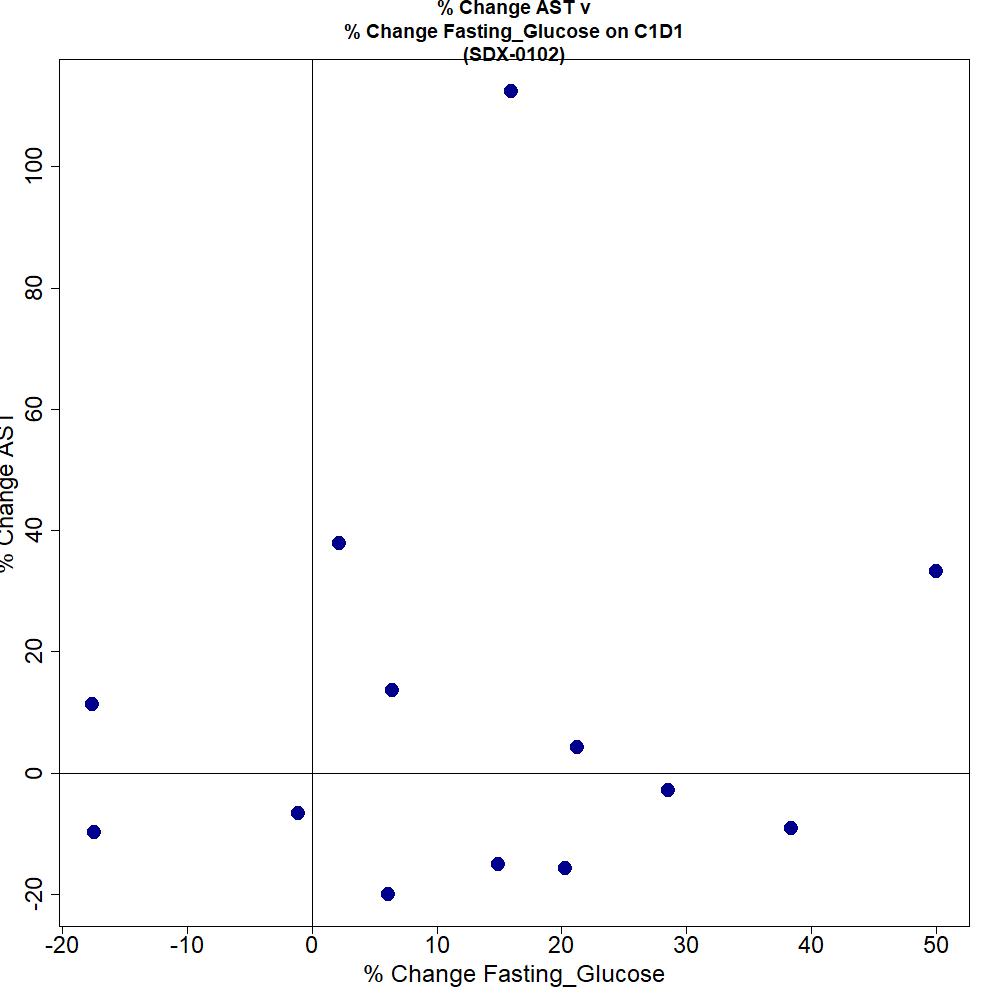 % Change AST v
% Change Fasting_Glucose on C1D1
(SDX-0102)
% Change AST
100
80
60
40
20
0
-20
-20 -10 0 10 20 30 40 50
% Change Fasting_Glucose